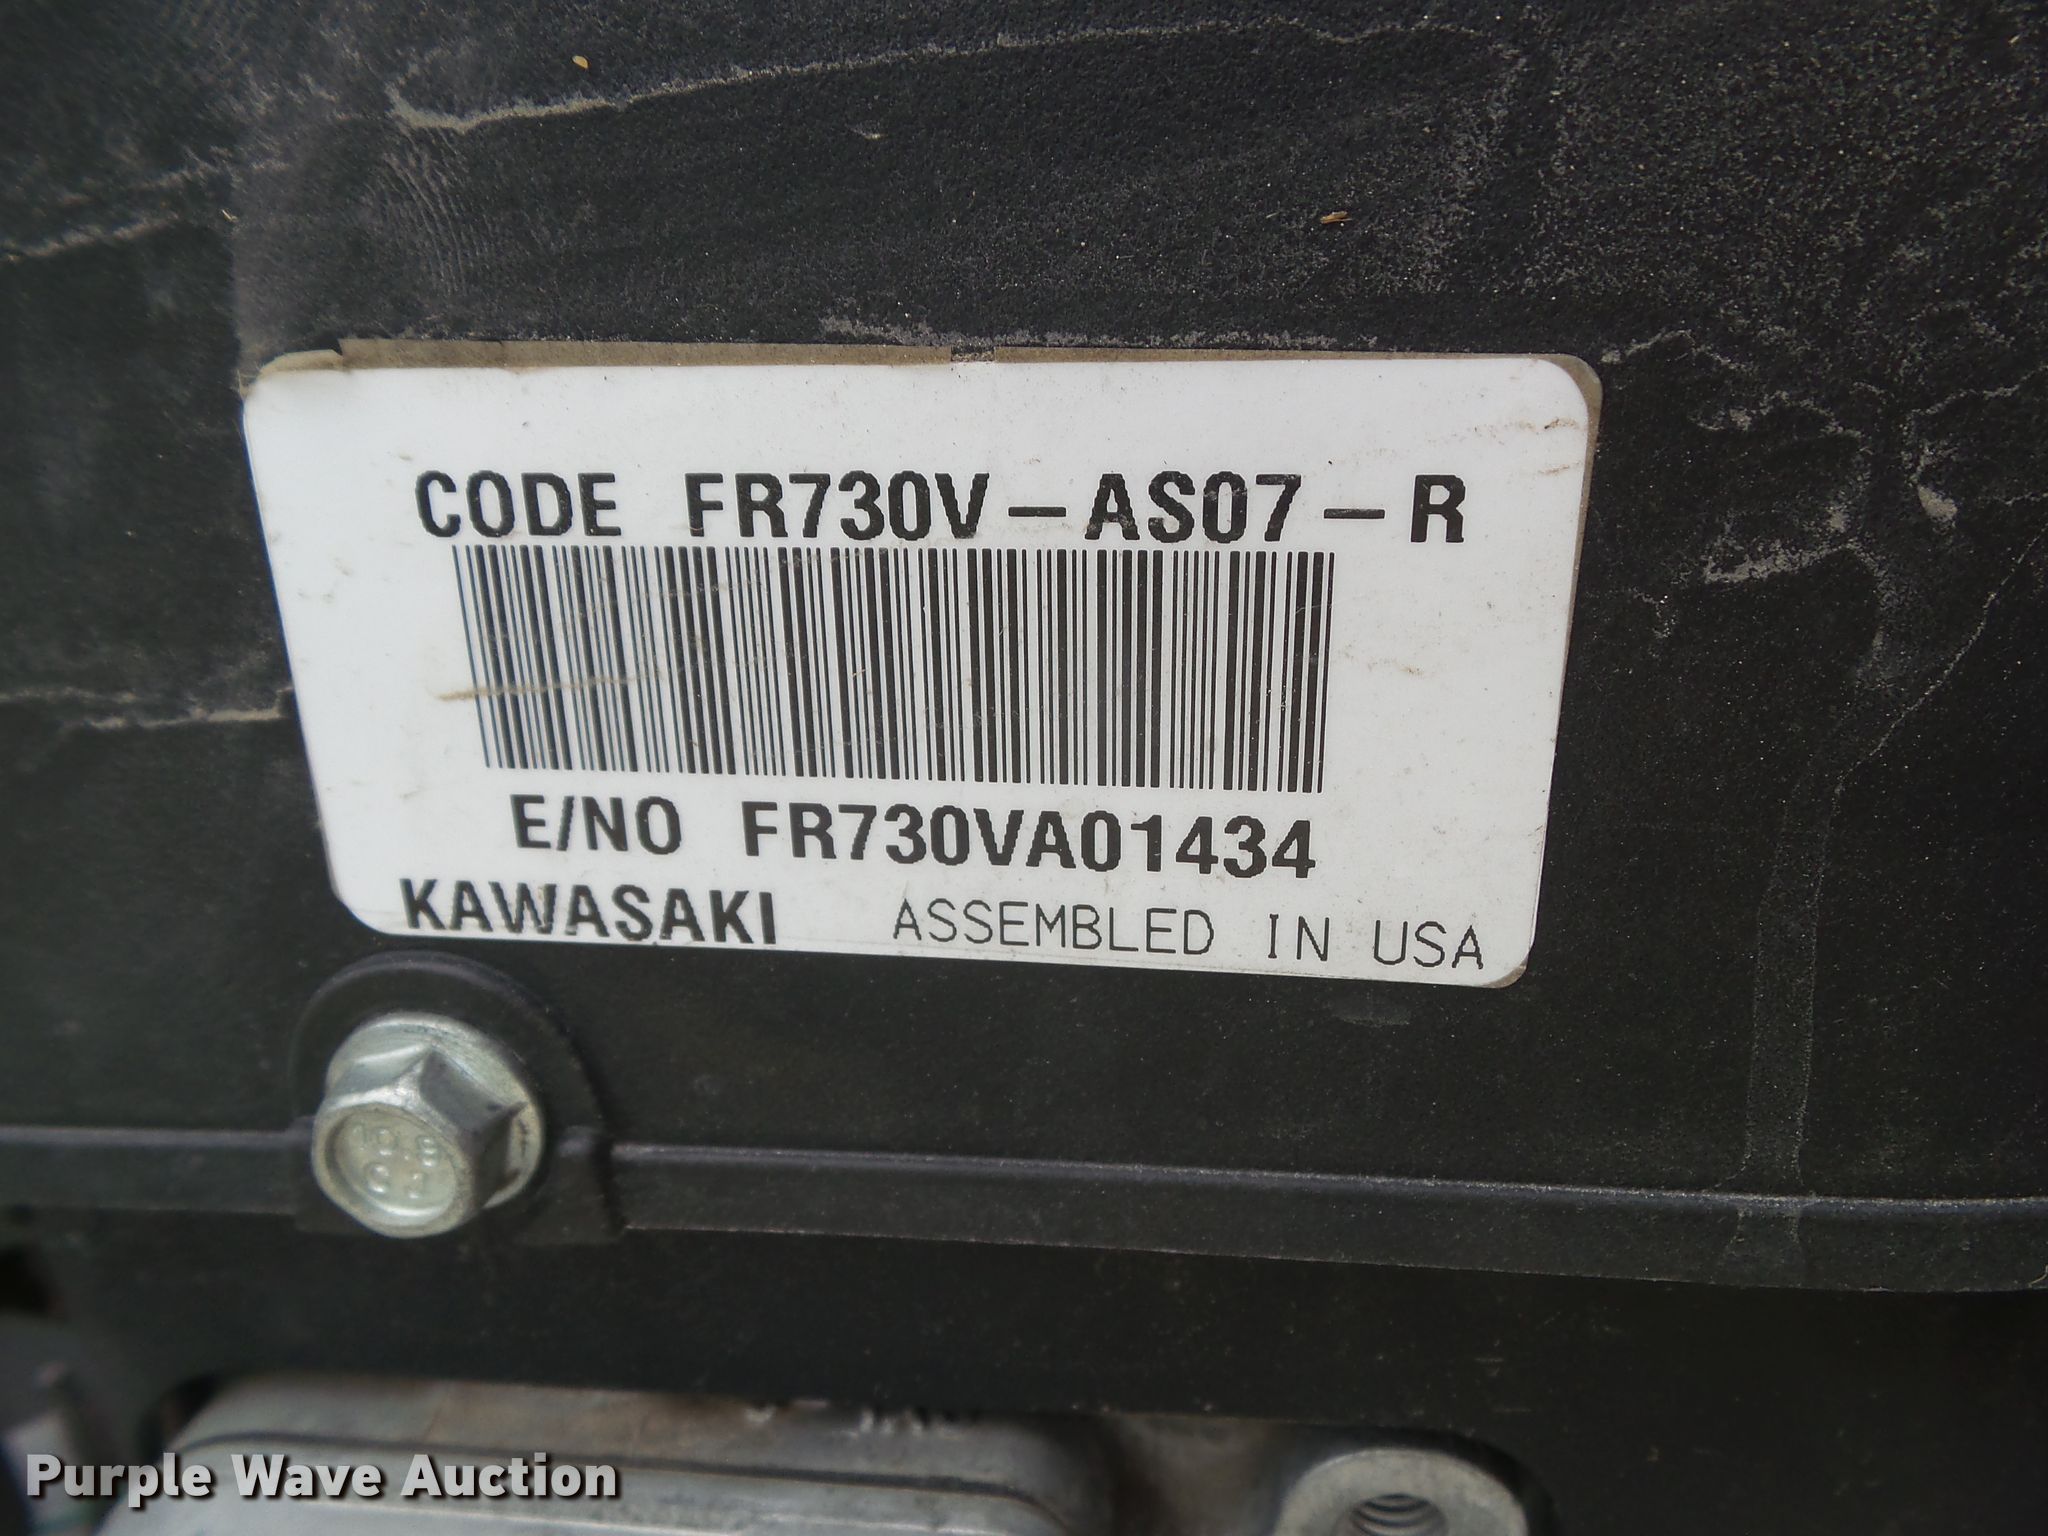 CODE FR730V-AS07-R
E/NO FR730VA01434
KAWASAKI ASSEMBLED IN USA
Purple Wave Auction